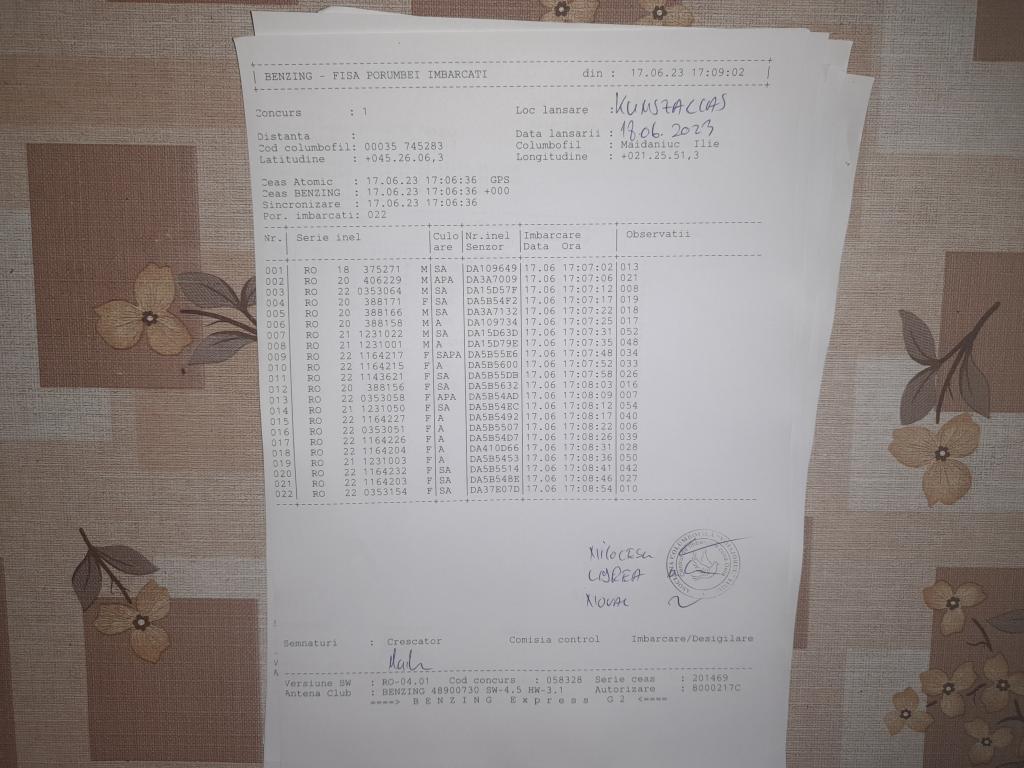 BENZING - FISA PORUMBEI IMBARCATI din : 17.06.23 17:09:02
Concurs : 1 Loc lansare : KUNSZALLAS
Distanta : Data lansarii : 18.06.2023
Cod columbofil: 00035 745283 Columbofil : Maidaniuc Ilie
Latitudine : +045.26.06,3 Longitudine : +021.25.51,3
Ceas Atomic : 17.06.23 17:06:36 GPS
Ceas BENZING : 17.06.23 17:06:36 +000
Sincronizare : 17.06.23 17:06:36
Por. imbarcati: 022
Nr. Serie inel Culo Nr.inel Imbarcare Observatii
are Senzor Data Ora
001 RO 18 375271 M SA DA109649 17.06 17:07:02 013
002 RO 20 406229 M APA DA3A7009 17.06 17:07:06 021
003 RO 22 0353064 M SA DA15D57F 17.06 17:07:12 008
004 RO 20 388171 F SA DA5B54F2 17.06 17:07:17 019
005 RO 20 388166 M SA DA3A7132 17.06 17:07:22 018
006 RO 20 388158 M A DA109734 17.06 17:07:25 017
007 RO 21 1231022 M SA DA15D63D 17.06 17:07:31 052
008 RO 21 1231001 M A DA15D79E 17.06 17:07:35 048
009 RO 22 1164217 F SAPA DA5B55E6 17.06 17:07:48 034
010 RO 22 1164215 F A DA5B5600 17.06 17:07:52 033
011 RO 22 1143621 F SA DA5B55DB 17.06 17:07:58 026
012 RO 20 388156 F SA DA5B5632 17.06 17:08:03 016
013 RO 22 0353058 F APA DA5B54AD 17.06 17:08:09 007
014 RO 21 1231050 F SA DA5B54EC 17.06 17:08:12 054
015 RO 22 1164227 F A DA5B5492 17.06 17:08:17 040
016 RO 22 0353051 F A DA5B5507 17.06 17:08:22 006
017 RO 22 1164226 F A DA5B54D7 17.06 17:08:26 039
018 RO 22 1164204 F A DA410D66 17.06 17:08:31 028
019 RO 21 1231003 F A DA5B5453 17.06 17:08:36 050
020 RO 22 1164232 F SA DA5B5514 17.06 17:08:41 042
021 RO 22 1164203 F SA DA5B548E 17.06 17:08:46 027
022 RO 22 0353154 F SA DA37E07D 17.06 17:08:54 010
Semnaturi : Crescator Comisia control Imbarcare/Desigilare
Versiune SW : RO-04.01 Cod concurs : 058328 Serie ceas : 201469
Antena Club : BENZING 48900730 SW-4.5 HW-3.1 Autorizare : 8000217C
====> B E N Z I N G E x p r e s s G 2 <====